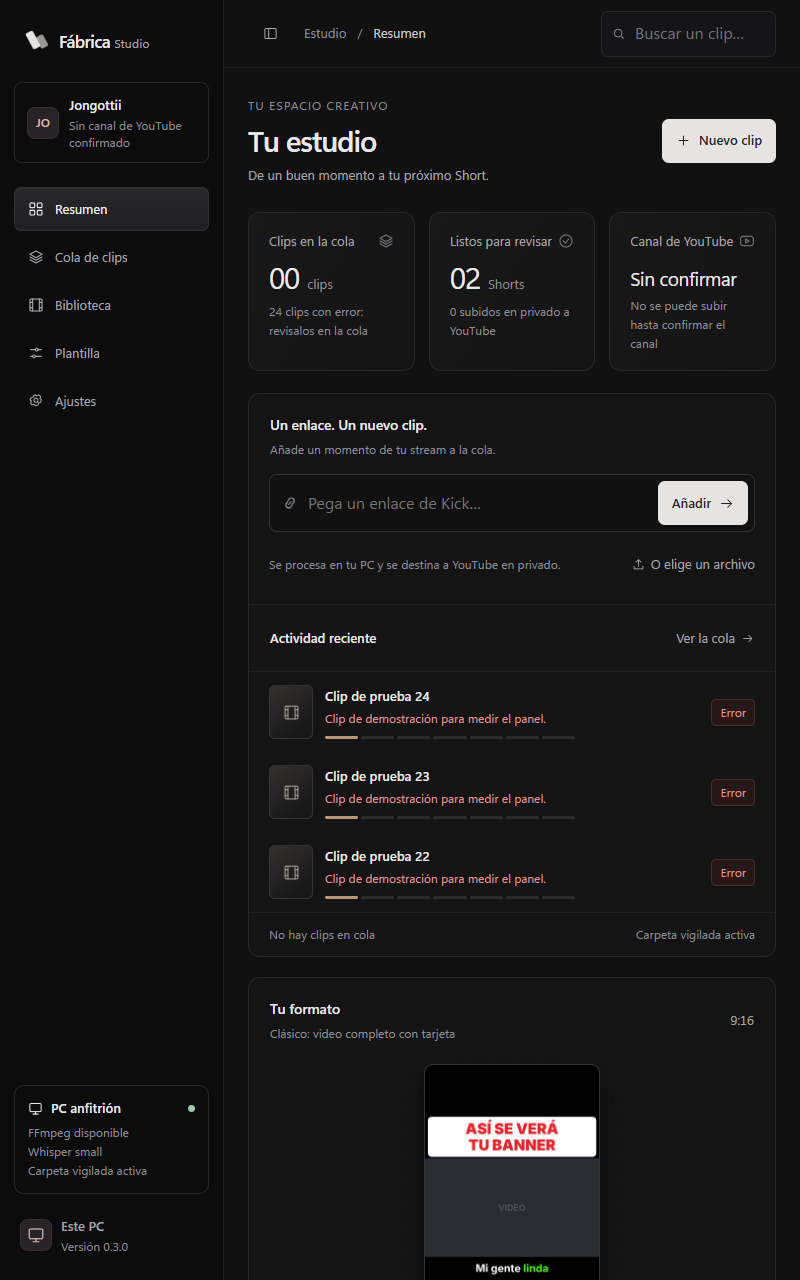 Fábrica Studio
JO
Jongottii
Sin canal de YouTube
confirmado
Resumen
Cola de clips
Biblioteca
Plantilla
Ajustes
PC anfitrión
FFmpeg disponible
Whisper small
Carpeta vigilada activa
Este PC
Versión 0.3.0
Estudio / Resumen
Buscar un clip...
TU ESPACIO CREATIVO
Tu estudio
De un buen momento a tu próximo Short.
Nuevo clip
Clips en la cola
00 clips
24 clips con error:
revísalos en la cola
Listos para revisar
02 Shorts
0 subidos en privado a
YouTube
Canal de YouTube
Sin confirmar
No se puede subir
hasta confirmar el
canal
Un enlace. Un nuevo clip.
Añade un momento de tu stream a la cola.
Pega un enlace de Kick...
Añadir
Se procesa en tu PC y se destina a YouTube en privado.
O elige un archivo
Actividad reciente
Ver la cola
Clip de prueba 24
Clip de demostración para medir el panel.
Error
Clip de prueba 23
Clip de demostración para medir el panel.
Error
Clip de prueba 22
Clip de demostración para medir el panel.
Error
No hay clips en cola
Carpeta vigilada activa
Tu formato
Clásico: video completo con tarjeta
9:16
ASÍ SE VERÁ
TU BANNER
VIDEO
Mi gente linda